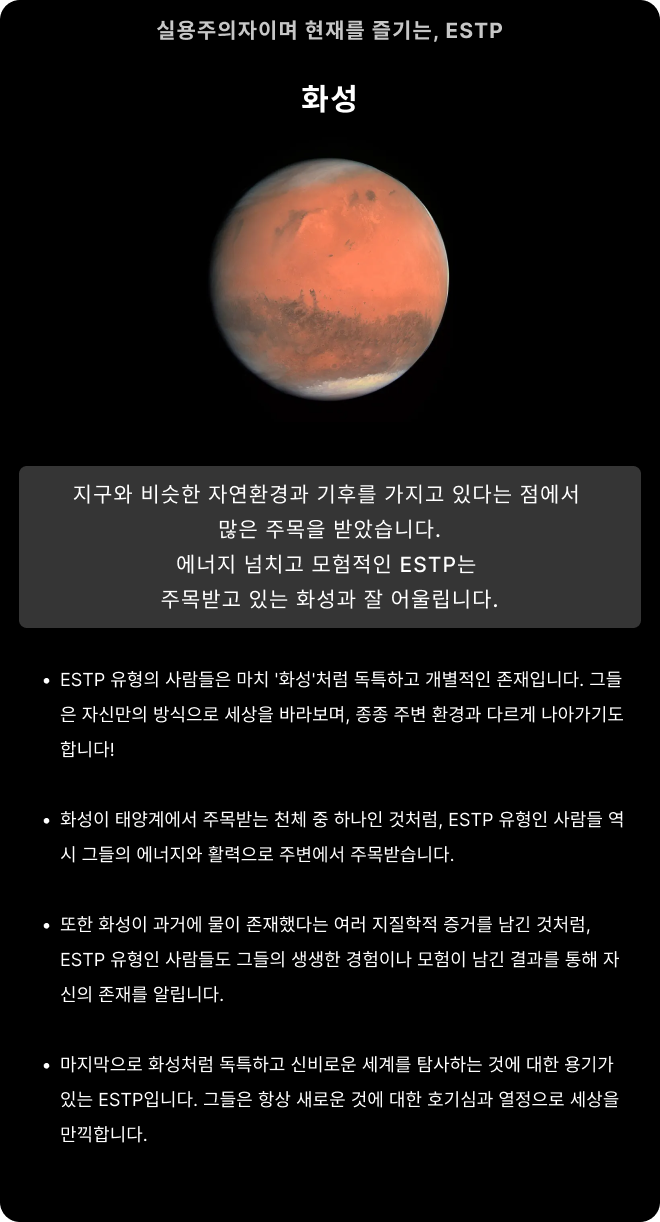 실용주의자이며 현재를 즐기는, ESTP
화성
지구와 비슷한 자연환경과 기후를 가지고 있다는 점에서
많은 주목을 받았습니다.
에너지 넘치고 모험적인 ESTP는
주목받고 있는 화성과 잘 어울립니다.
• ESTP 유형의 사람들은 마치 '화성'처럼 독특하고 개별적인 존재입니다. 그들
은 자신만의 방식으로 세상을 바라보며, 종종 주변 환경과 다르게 나아가기도
합니다!
• 화성이 태양계에서 주목받는 천체 중 하나인 것처럼, ESTP 유형인 사람들 역
시 그들의 에너지와 활력으로 주변에서 주목받습니다.
• 또한 화성이 과거에 물이 존재했다는 여러 지질학적 증거를 남긴 것처럼,
ESTP 유형인 사람들도 그들의 생생한 경험이나 모험이 남긴 결과를 통해 자
신의 존재를 알립니다.
• 마지막으로 화성처럼 독특하고 신비로운 세계를 탐사하는 것에 대한 용기가
있는 ESTP입니다. 그들은 항상 새로운 것에 대한 호기심과 열정으로 세상을
만끽합니다.